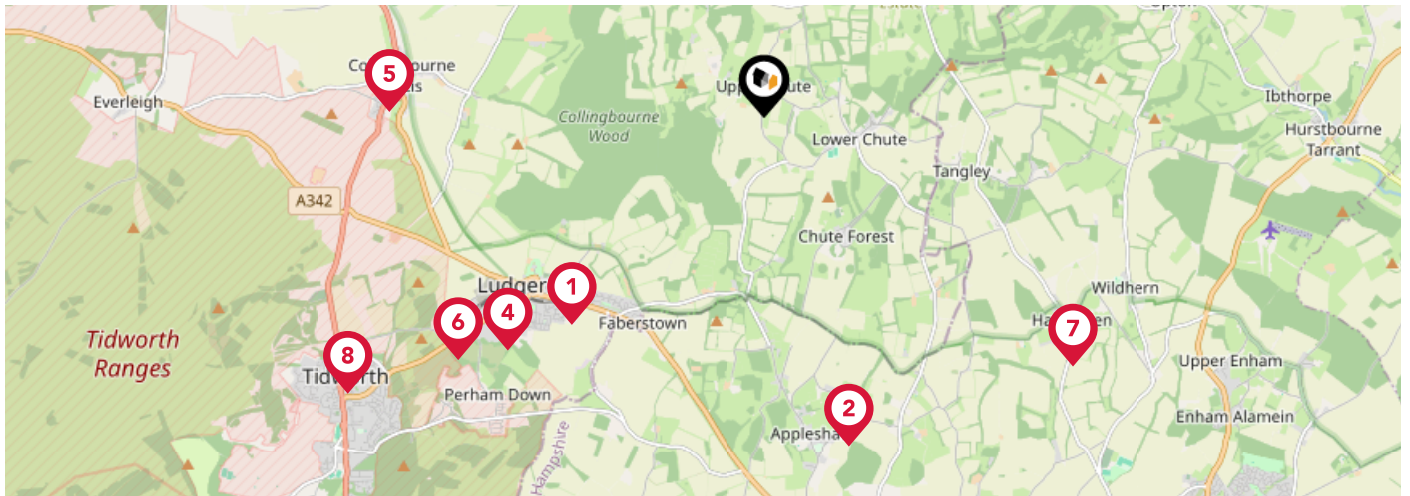 5
Everleigh
Collingbourne
Wood
Lower Chute
Ibthorpe
Hurstbourne
Tarrant
Tangley
A342
Chute Forest
1
4
6
Faberstown
Wildhern
7
8
Tidworth
Ranges
Perham Down
Upper Enham
2
Enham Alamein
Hampshire